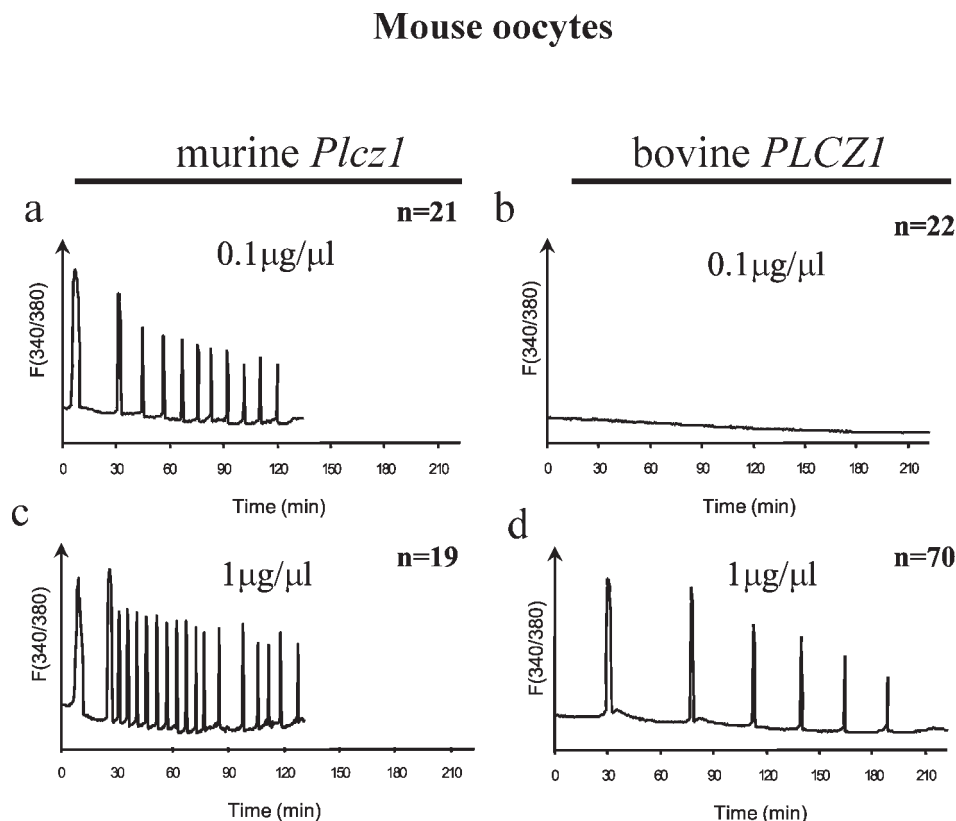 Mouse oocytes
murine Plcz1
bovine PLCZ1
a
n=21
0.1µg/µl
F(340/380)
0 30 60 90 120 150 180 210
Time (min)
b
n=22
0.1µg/µl
F(340/380)
0 30 60 90 120 150 180 210
Time (min)
c
n=19
1µg/µl
F(340/380)
0 30 60 90 120 150 180 210
Time (min)
d
n=70
1µg/µl
F(340/380)
0 30 60 90 120 150 180 210
Time (min)